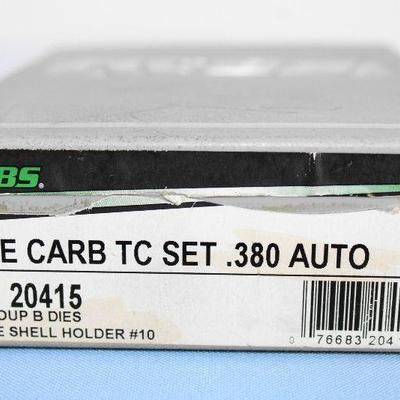 BS®
E CARB TC SET .380 AUTO
20415
OUP B DIES
E SHELL HOLDER #10
0 76683 204